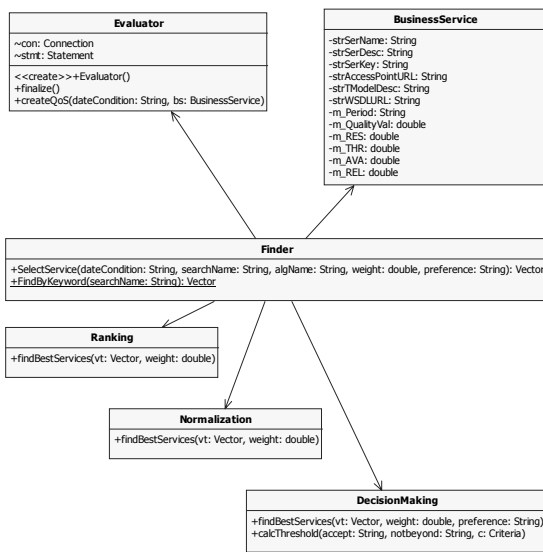 Evaluator
~con: Connection
~stmt: Statement
<<create>>+Evaluator()
+finalize()
+createQoS(dateCondition: String, bs: BusinessService)
BusinessService
-strSerName: String
-strSerDesc: String
-strSerKey: String
-strAccessPointURL: String
-strTModelDesc: String
-strWSDLURL: String
-m_Period: String
-m_QualityVal: double
-m_RES: double
-m_THR: double
-m_AVA: double
-m_REL: double
Finder
+SelectService(dateCondition: String, searchName: String, algName: String, weight: double, preference: String): Vector
+FindByKeyword(searchName: String): Vector
Ranking
+findBestServices(vt: Vector, weight: double)
Normalization
+findBestServices(vt: Vector, weight: double)
DecisionMaking
+findBestServices(vt: Vector, weight: double, preference: String)
+calcThreshold(accept: String, notbeyond: String, c: Criteria)